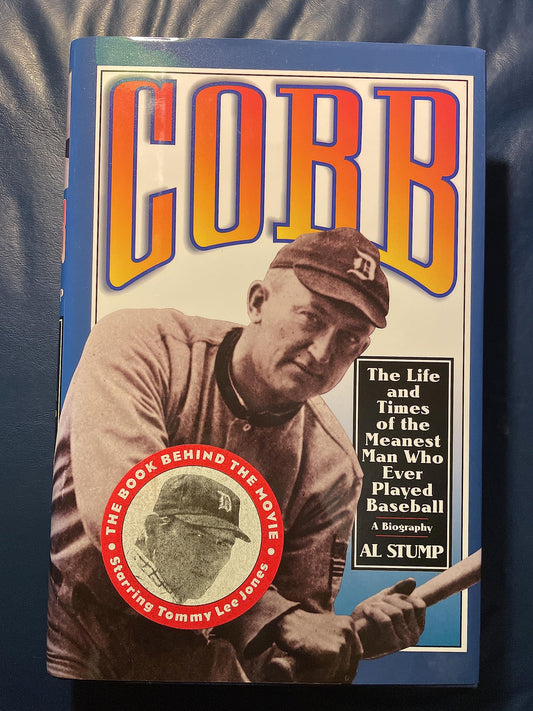 COBB
D
The Life
and
Times
of the
Meanest
Man Who
Ever
Played
Baseball
A Biography
AL STUMP
• THE BOOK BEHIND THE MOVIE •
Starring Tommy Lee Jones
D